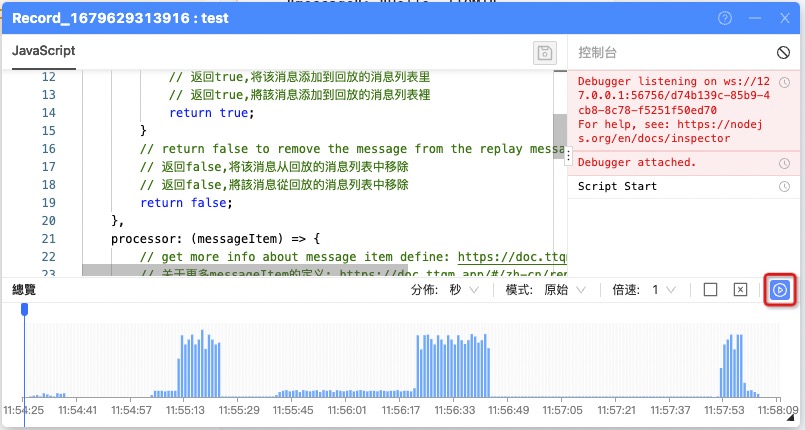 Record_1679629313916 : test
JavaScript
控制台
12 // 返回true,将该消息添加到回放的消息列表里
13 // 返回true,將該消息添加到回放的消息列表裡
14 return true;
15 }
16 // return false to remove the message from the replay messa
17 // 返回false,将该消息从回放的消息列表中移除
18 // 返回false,將該消息從回放的消息列表中移除
19 return false;
20 },
21 processor: (messageItem) => {
22 // get more info about message item define: https://doc.ttqm
23 // 关于更多messageItem的定义: https://doc.ttqm.app/#/zh-cn/rep
Debugger listening on ws://127.0.0.1:56756/d74b139c-85b9-4cb8-8c78-f5251f50ed70
For help, see: https://nodejs.org/en/docs/inspector
Debugger attached.
Script Start
總覽
分佈: 秒
模式: 原始
倍速: 1
11:54:25 11:54:41 11:54:57 11:55:13 11:55:29 11:55:45 11:56:01 11:56:17 11:56:33 11:56:49 11:57:05 11:57:21 11:57:37 11:57:53 11:58:09